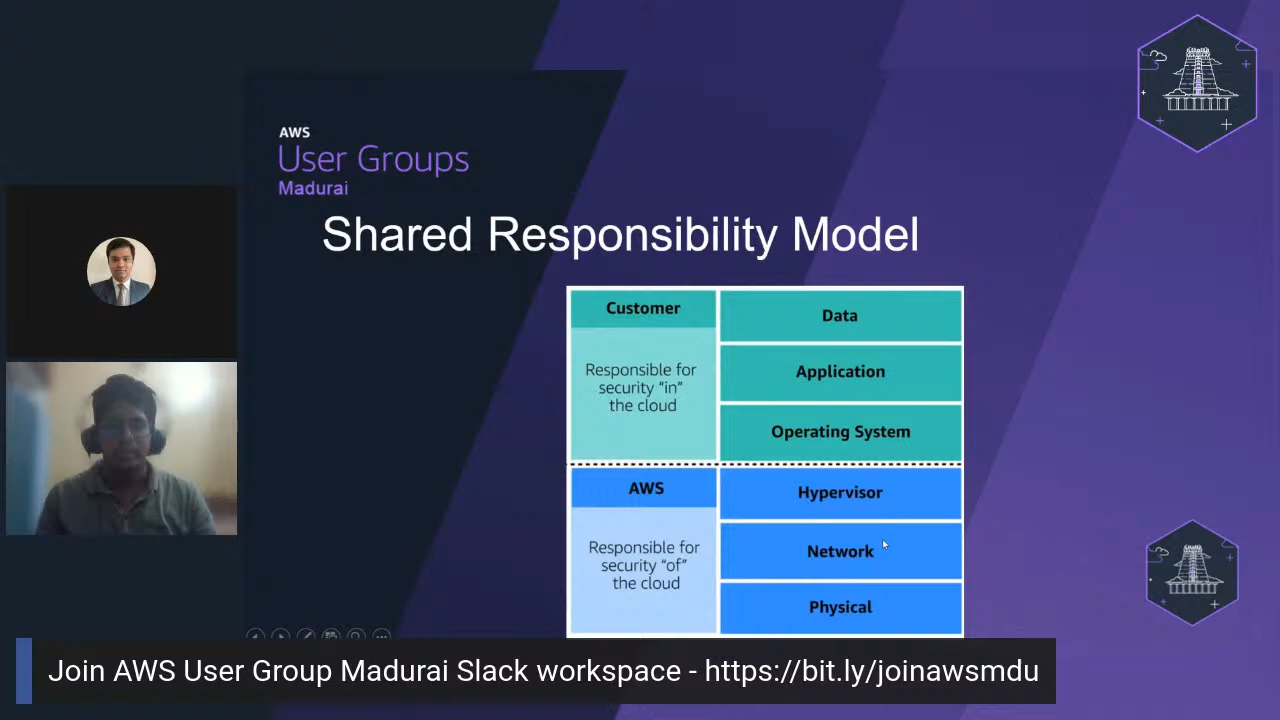 AWS
User Groups
Madurai
Shared Responsibility Model
Customer
Responsible for
security “in”
the cloud
Data
Application
Operating System
AWS
Responsible for
security “of”
the cloud
Hypervisor
Network
Physical
Join AWS User Group Madurai Slack workspace - https://bit.ly/joinawsmdu